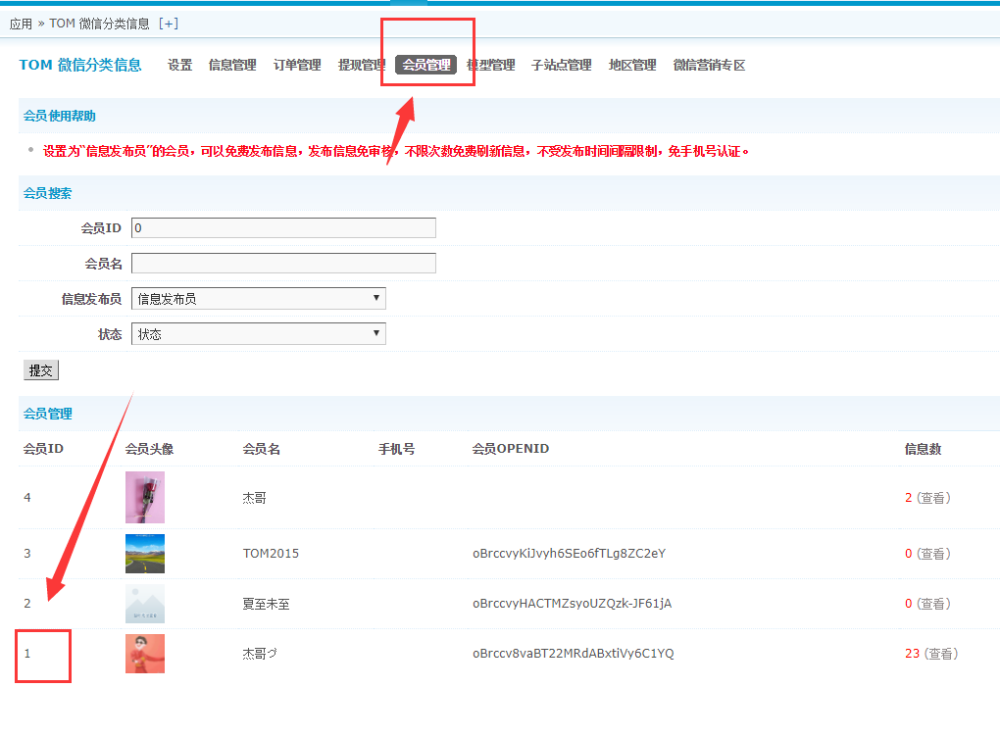 应用 » TOM 微信分类信息 [+]
TOM 微信分类信息 设置 信息管理 订单管理 提现管理 会员管理 模型管理 子站点管理 地区管理 微信营销专区
会员使用帮助
设置为“信息发布员”的会员，可以免费发布信息，发布信息免审核，不限次数免费刷新信息，不受发布时间间隔限制，免手机号认证。
会员搜索
会员ID 0
会员名
信息发布员 信息发布员
状态 状态
提交
会员管理
会员ID 会员头像 会员名 手机号 会员OPENID 信息数
4 杰哥 2 (查看)
3 TOM2015 oBrccvyKiJvyh6SEo6fTLg8ZC2eY 0 (查看)
2 夏至未至 oBrccvyHACTMZsyoUZQzk-JF61jA 0 (查看)
1 杰哥 oBrccv8vaBT22MRdABxtiVy6C1YQ 23 (查看)